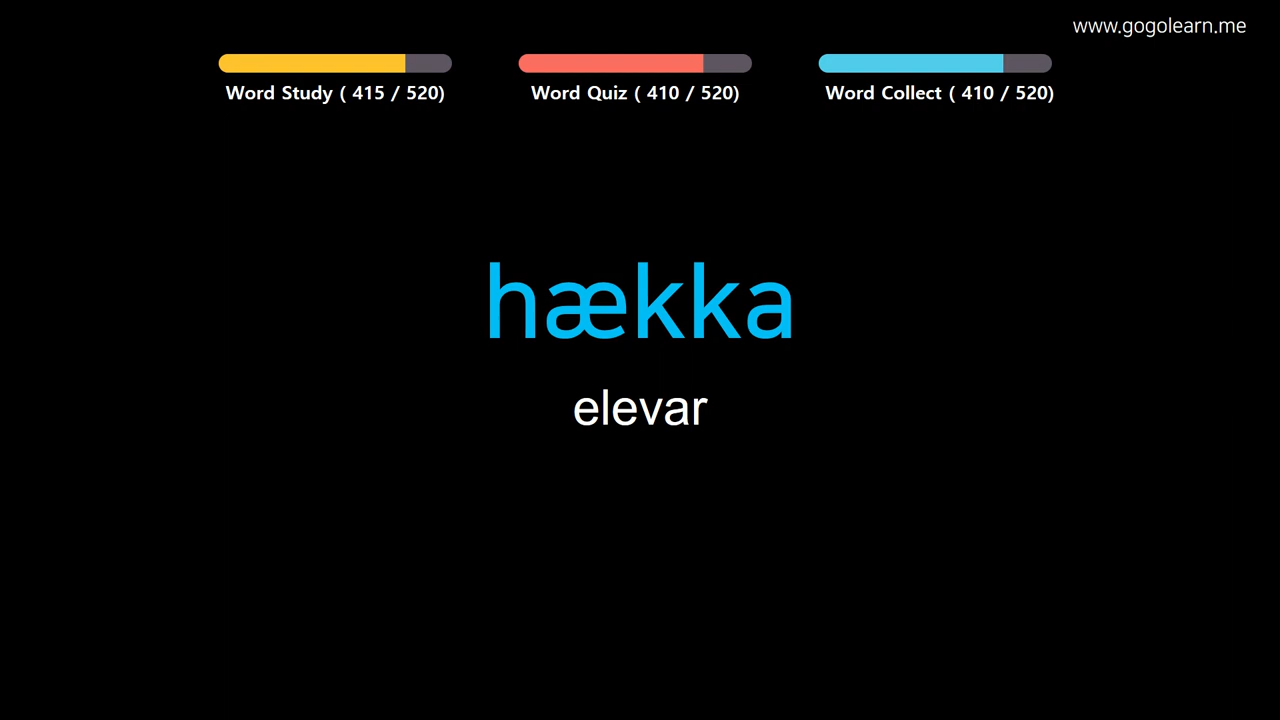 www.gogolearn.me
Word Study ( 415 / 520)
Word Quiz ( 410 / 520)
Word Collect ( 410 / 520)
hækka
elevar